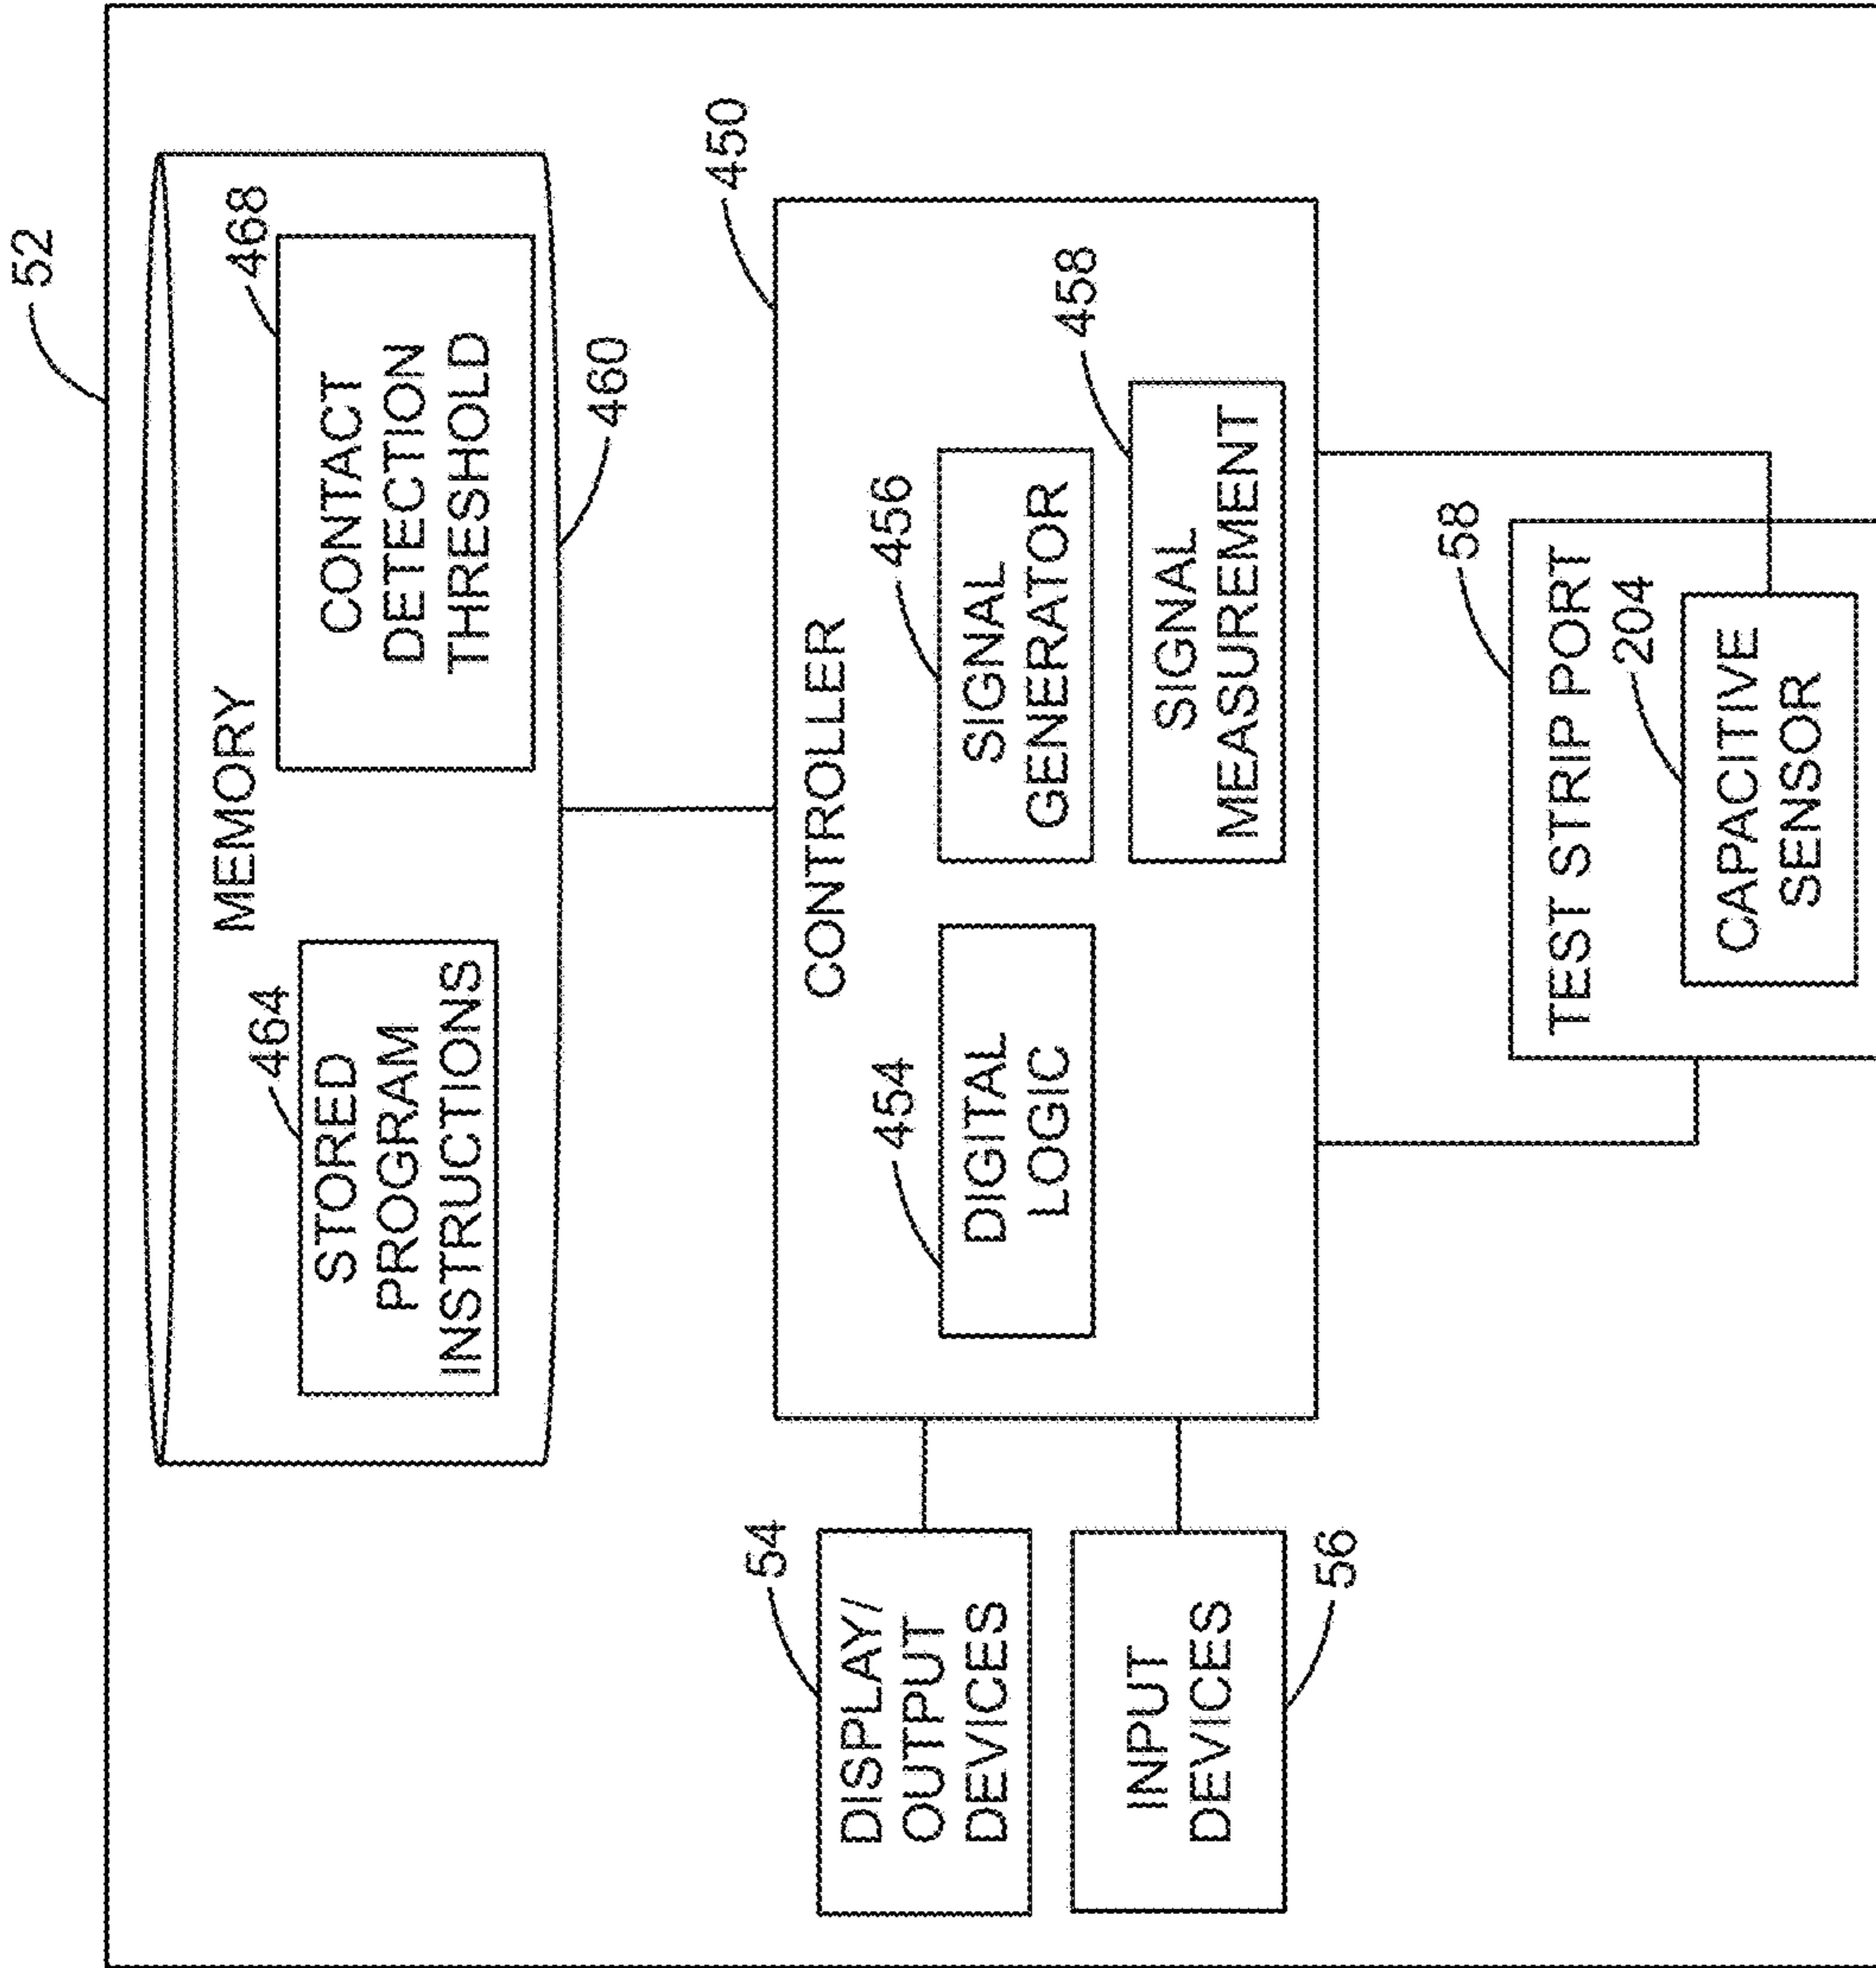 52
MEMORY
464
STORED
PROGRAM
INSTRUCTIONS
468
CONTACT
DETECTION
THRESHOLD
460
450
CONTROLLER
454
DIGITAL
LOGIC
456
SIGNAL
GENERATOR
458
SIGNAL
MEASUREMENT
54
DISPLAY/
OUTPUT
DEVICES
INPUT
DEVICES
56
58
TEST STRIP PORT
204
CAPACITIVE
SENSOR